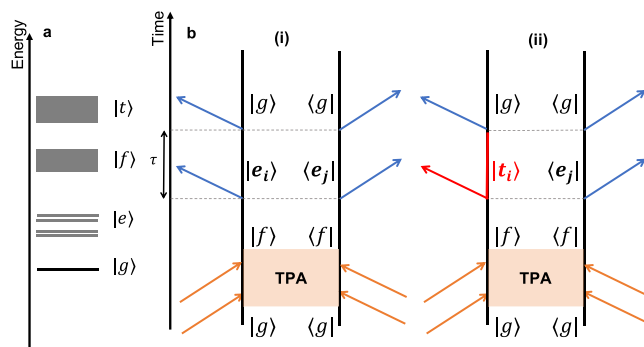 Energy
a
|t⟩
|f⟩
|e⟩
|g⟩
Time
b
(i)
(ii)
|g⟩ ⟨g|
|g⟩ ⟨g|
τ
|e_i⟩ ⟨e_j|
|t_i⟩ ⟨e_j|
|f⟩ ⟨f|
|f⟩ ⟨f|
TPA
TPA
|g⟩ ⟨g|
|g⟩ ⟨g|